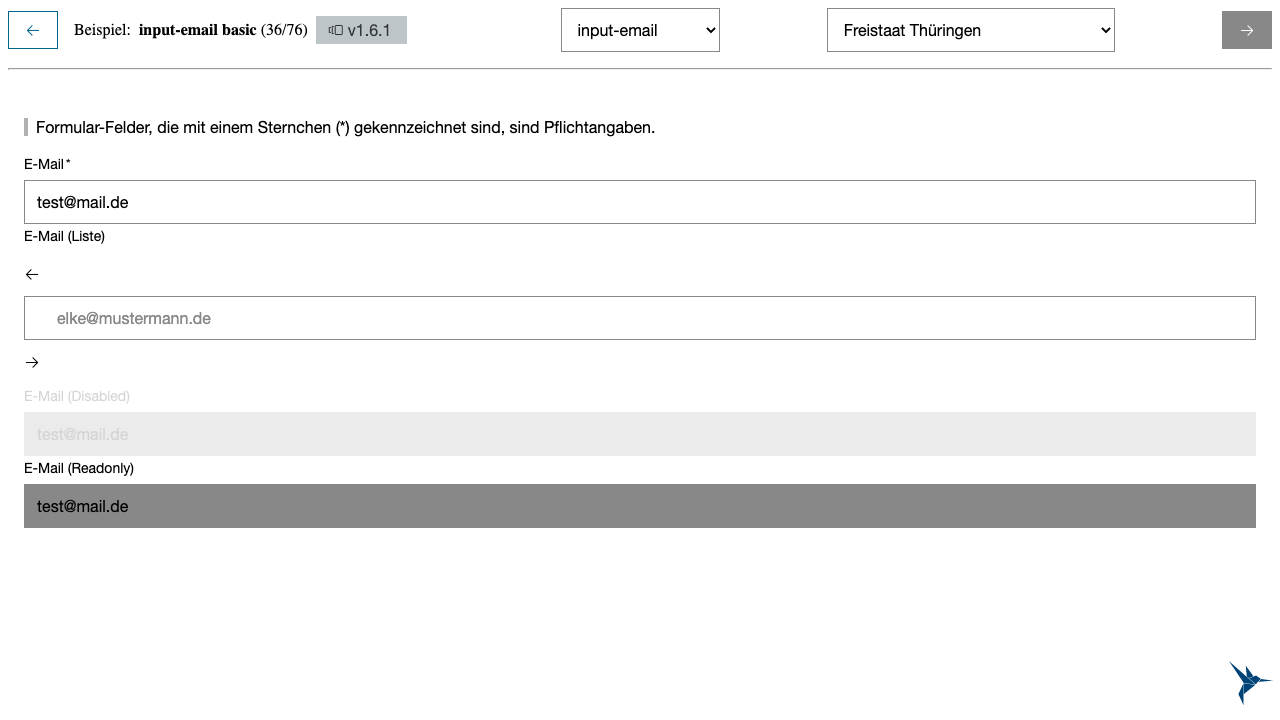 Beispiel: input-email basic (36/76) v1.6.1 input-email Freistaat Thüringen
Formular-Felder, die mit einem Sternchen (*) gekennzeichnet sind, sind Pflichtangaben.
E-Mail*
test@mail.de
E-Mail (Liste)
←
elke@mustermann.de
→
E-Mail (Disabled)
test@mail.de
E-Mail (Readonly)
test@mail.de